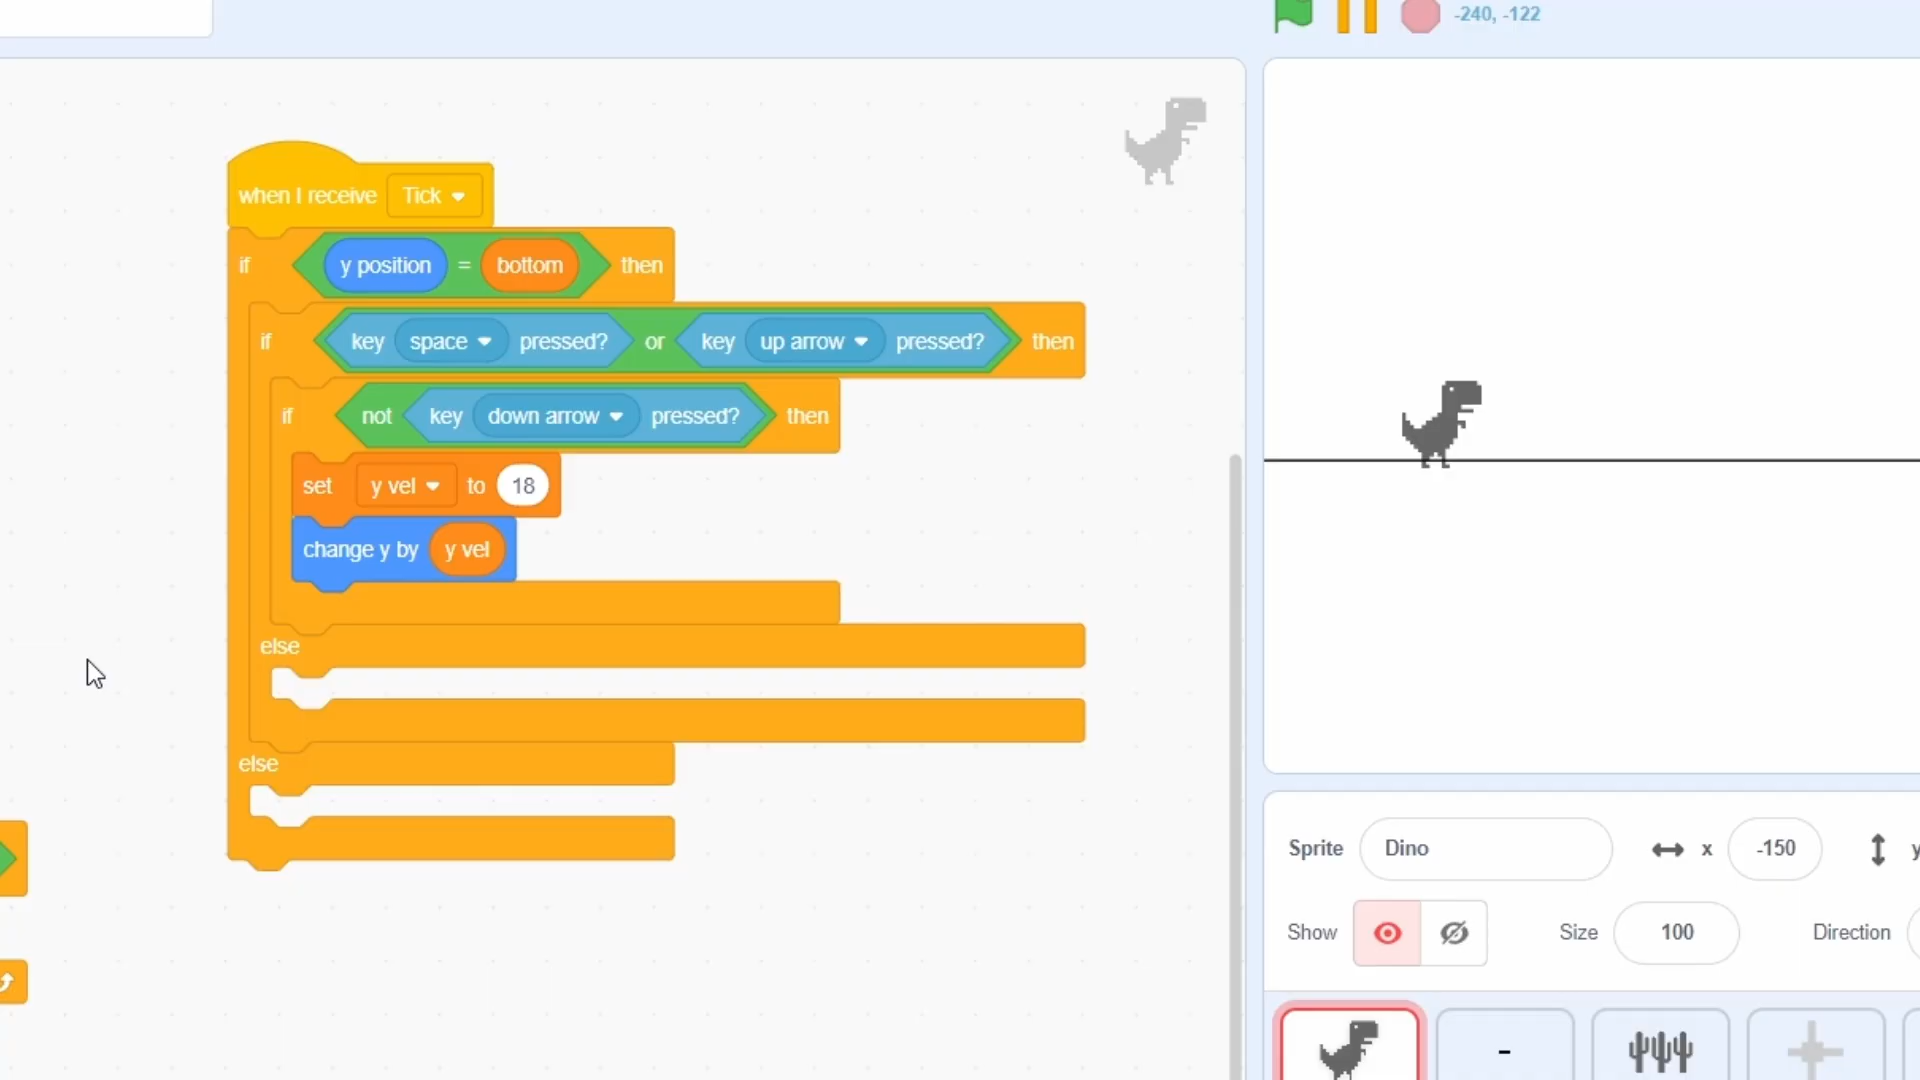 -240, -122
when I receive Tick
if y position = bottom then
if key space pressed? or key up arrow pressed? then
if not key down arrow pressed? then
set y vel to 18
change y by y vel
else
else
Sprite Dino x -150 y
Show Size 100 Direction